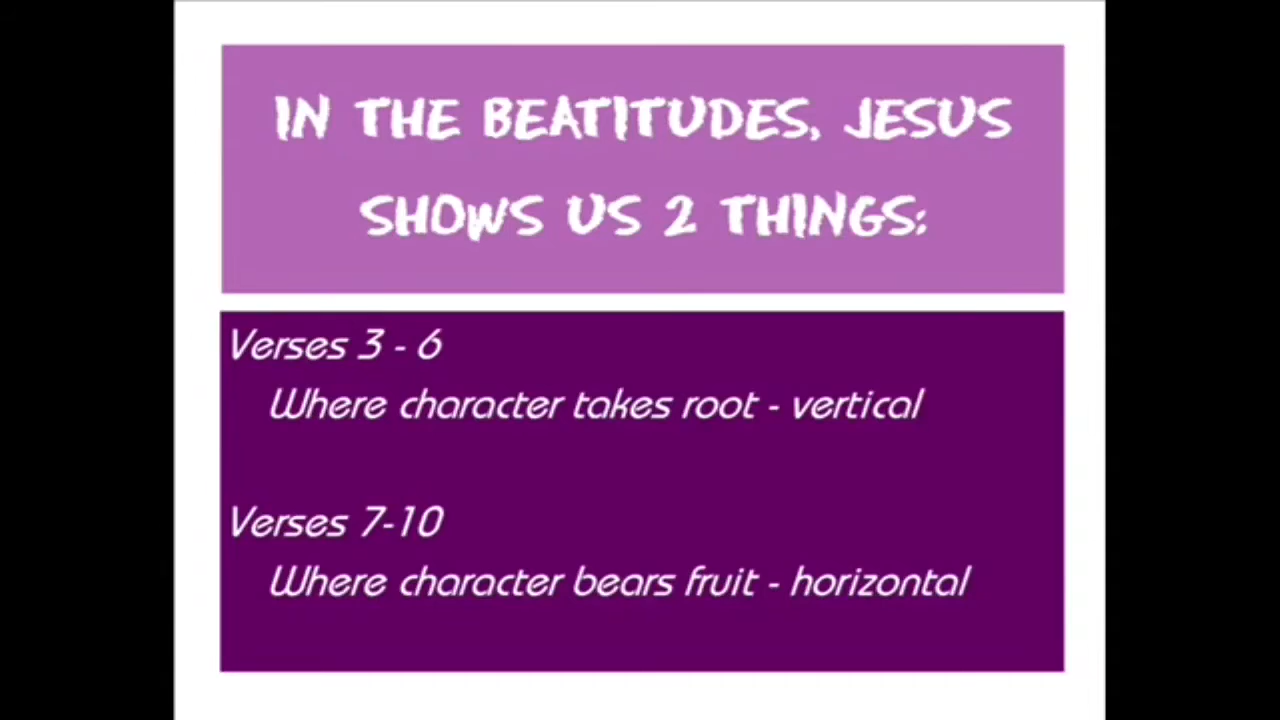 IN THE BEATITUDES, JESUS
SHOWS US 2 THINGS:
Verses 3 - 6
Where character takes root - vertical
Verses 7-10
Where character bears fruit - horizontal